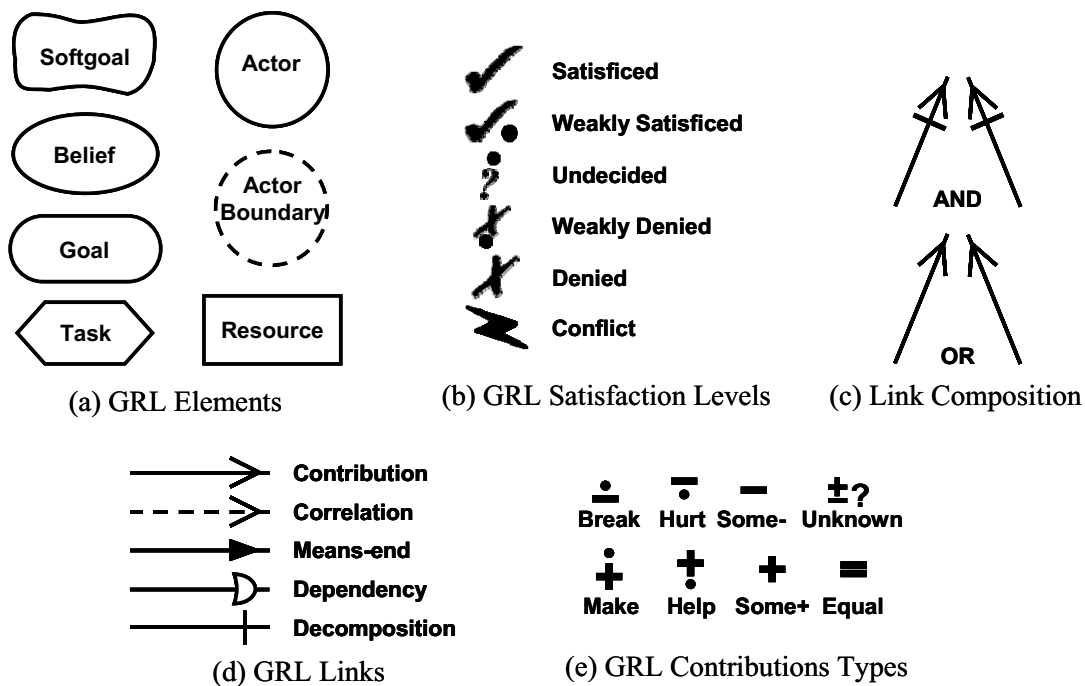 Softgoal
Belief
Goal
Task
Actor
Actor
Boundary
Resource
(a) GRL Elements
Satisficed
Weakly Satisficed
Undecided
Weakly Denied
Denied
Conflict
(b) GRL Satisfaction Levels
AND
OR
(c) Link Composition
Contribution
Correlation
Means-end
Dependency
Decomposition
(d) GRL Links
±?
Break Hurt Some- Unknown
Make Help Some+ Equal
(e) GRL Contributions Types